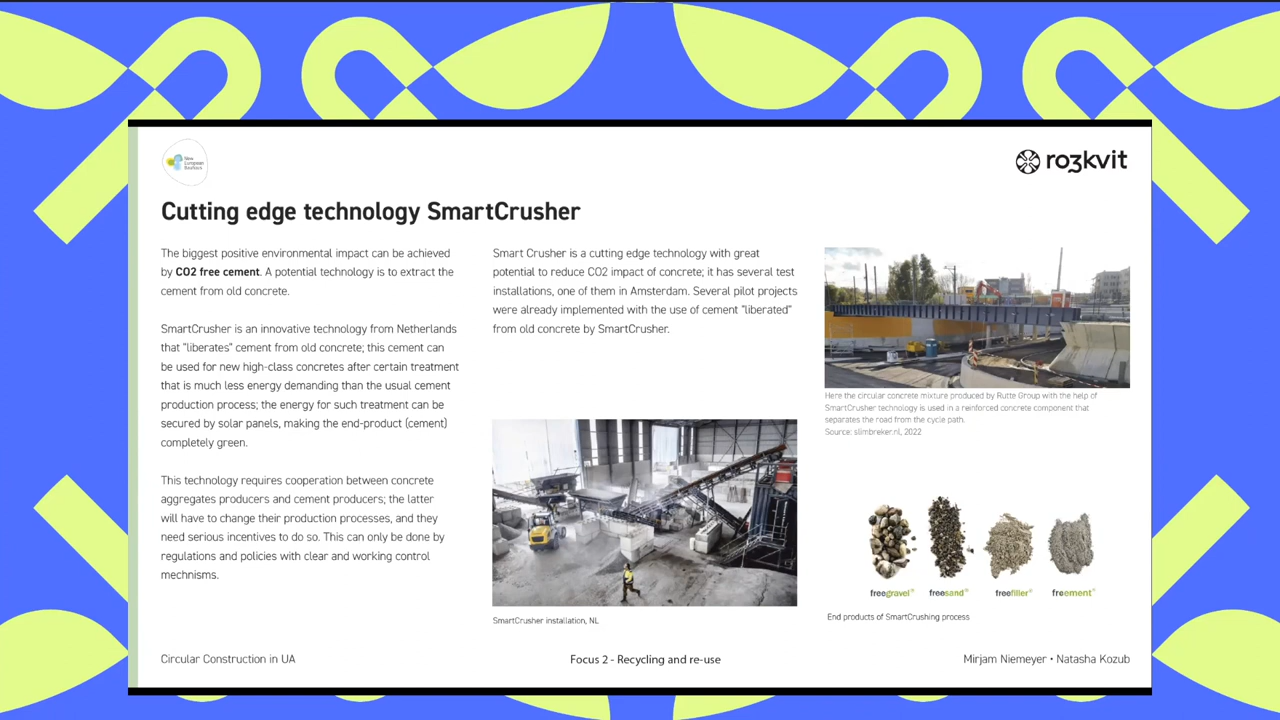 New
European
Bauhaus
ro3kvit
Cutting edge technology SmartCrusher
The biggest positive environmental impact can be achieved
by CO2 free cement. A potential technology is to extract the
cement from old concrete.
SmartCrusher is an innovative technology from Netherlands
that "liberates" cement from old concrete; this cement can
be used for new high-class concretes after certain treatment
that is much less energy demanding than the usual cement
production process; the energy for such treatment can be
secured by solar panels, making the end-product (cement)
completely green.
This technology requires cooperation between concrete
aggregates producers and cement producers; the latter
will have to change their production processes, and they
need serious incentives to do so. This can only be done by
regulations and policies with clear and working control
mechnisms.
Smart Crusher is a cutting edge technology with great
potential to reduce CO2 impact of concrete; it has several test
installations, one of them in Amsterdam. Several pilot projects
were already implemented with the use of cement "liberated"
from old concrete by SmartCrusher.
SmartCrusher installation, NL
Here the circular concrete mixture produced by Rutte Group with the help of
SmartCrusher technology is used in a reinforced concrete component that
separates the road from the cycle path.
Source: slimbreker.nl, 2022
freegravel® freesand® freefiller® freement®
End products of SmartCrushing process
Circular Construction in UA
Focus 2 - Recycling and re-use
Mirjam Niemeyer • Natasha Kozub